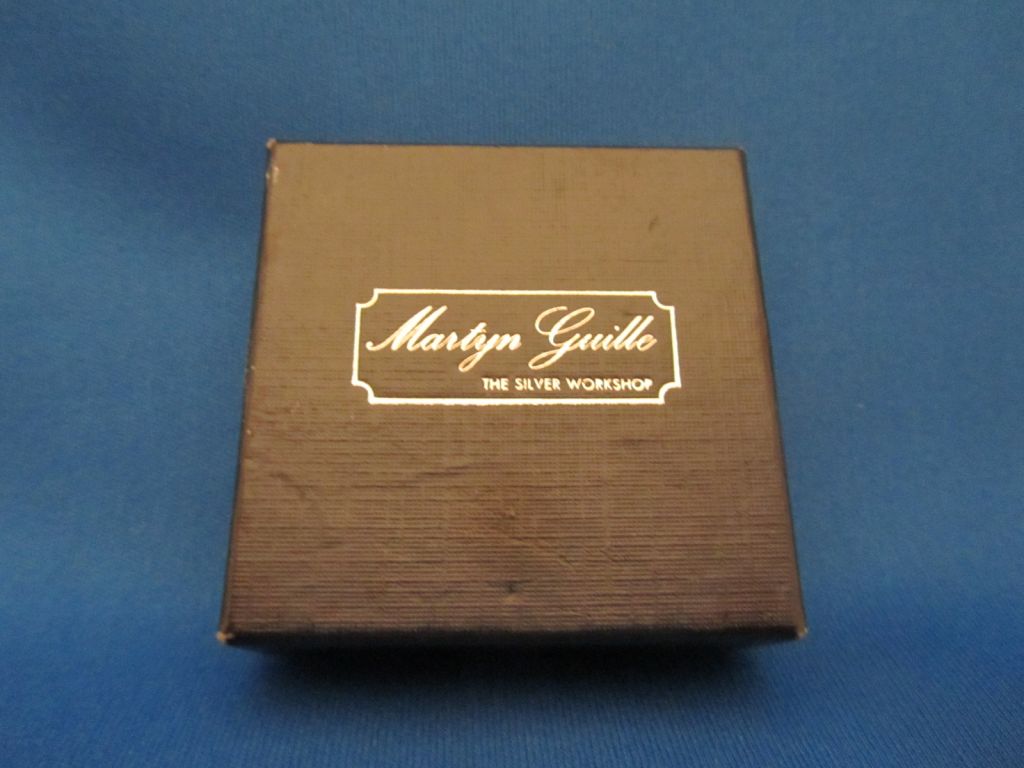 Martyn Guille
THE SILVER WORKSHOP